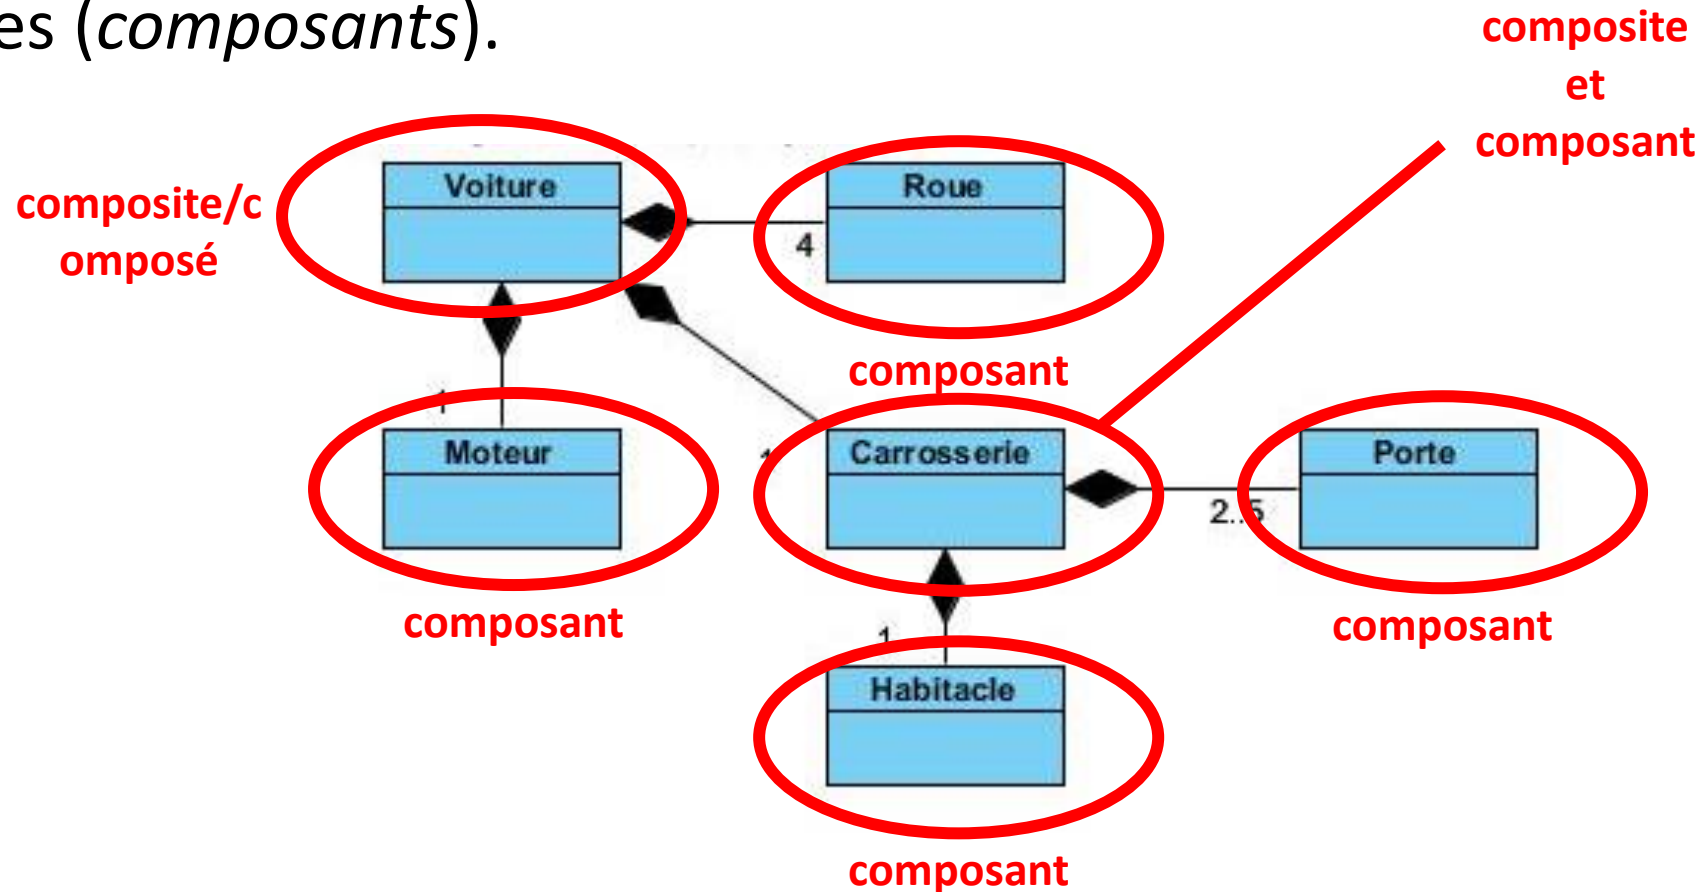 es (composants).
composite
et
composant
composite/c
omposé
Voiture
Roue
4
composant
1
Moteur
1
Carrosserie
Porte
2..5
composant
composant
1
Habitacle
composant